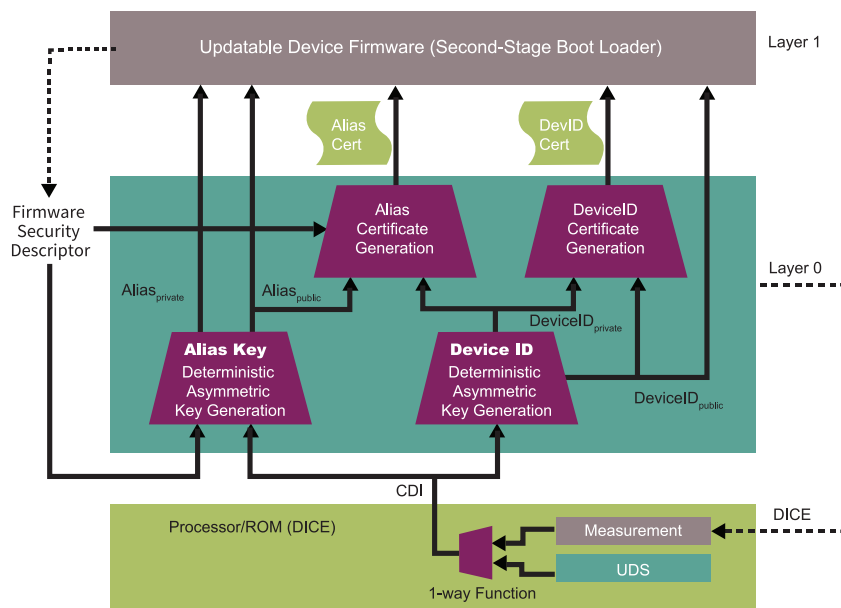 Updatable Device Firmware (Second-Stage Boot Loader)
Layer 1
Alias
Cert
DevID
Cert
Firmware
Security
Descriptor
Alias
Certificate
Generation
DeviceID
Certificate
Generation
Layer 0
Aliasprivate
Aliaspublic
DeviceIDprivate
Alias Key
Deterministic
Asymmetric
Key Generation
Device ID
Deterministic
Asymmetric
Key Generation
DeviceIDpublic
CDI
Processor/ROM (DICE)
Measurement
DICE
UDS
1-way Function